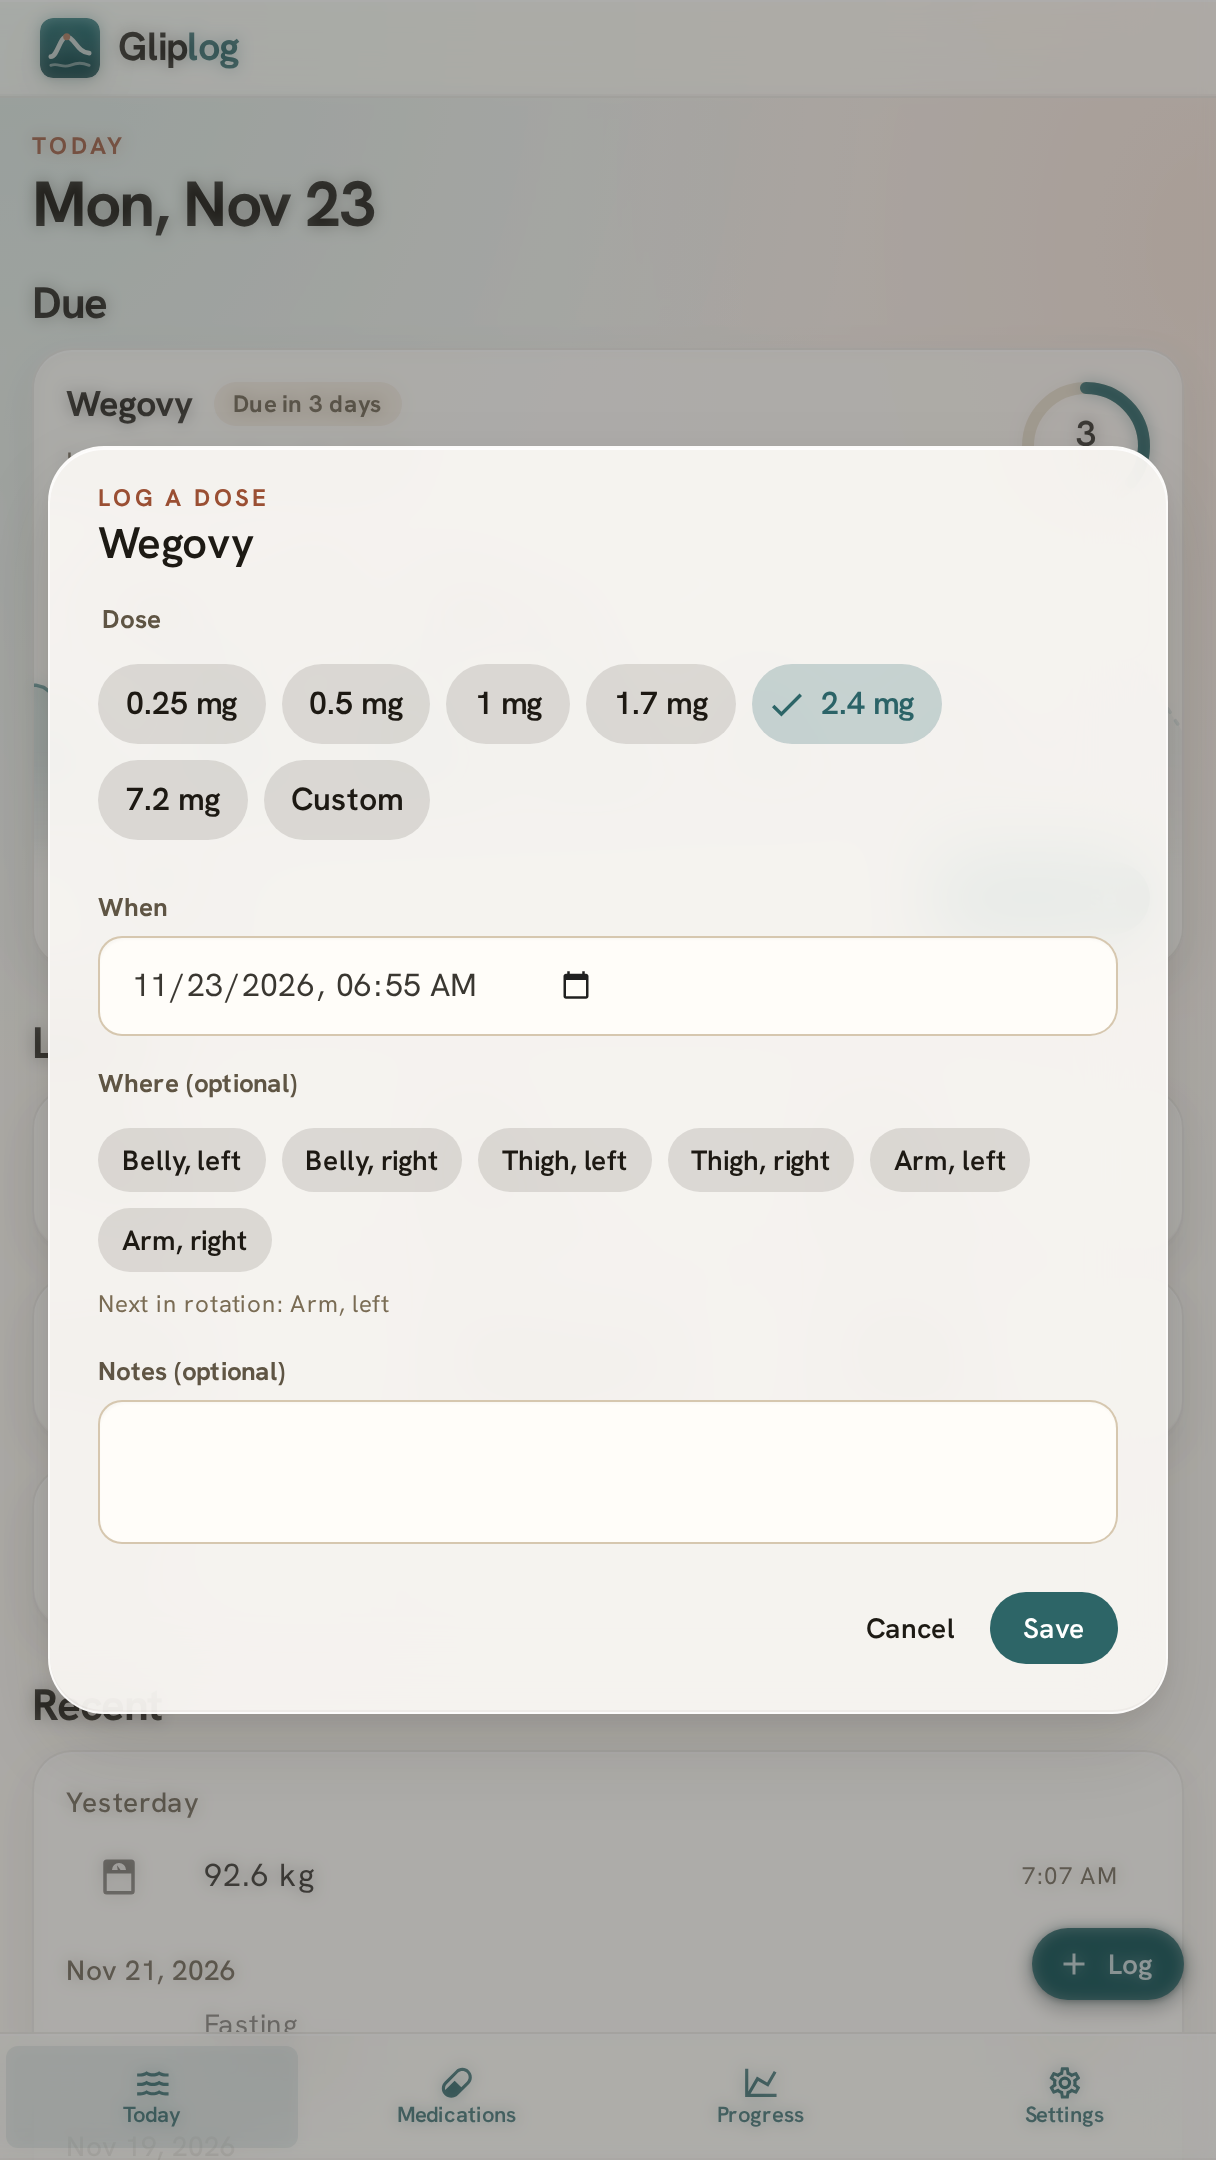 Gliplog
TODAY
Mon, Nov 23
Due
Wegovy Due in 3 days
3
LOG A DOSE
Wegovy
Dose
0.25 mg 0.5 mg 1 mg 1.7 mg 2.4 mg
7.2 mg Custom
When
11/23/2026, 06:55 AM
Where (optional)
Belly, left Belly, right Thigh, left Thigh, right Arm, left
Arm, right
Next in rotation: Arm, left
Notes (optional)
Cancel Save
Recent
Yesterday
92.6 kg 7:07 AM
Nov 21, 2026
+ Log
Fasting
Today Medications Progress Settings
Nov 19, 2026